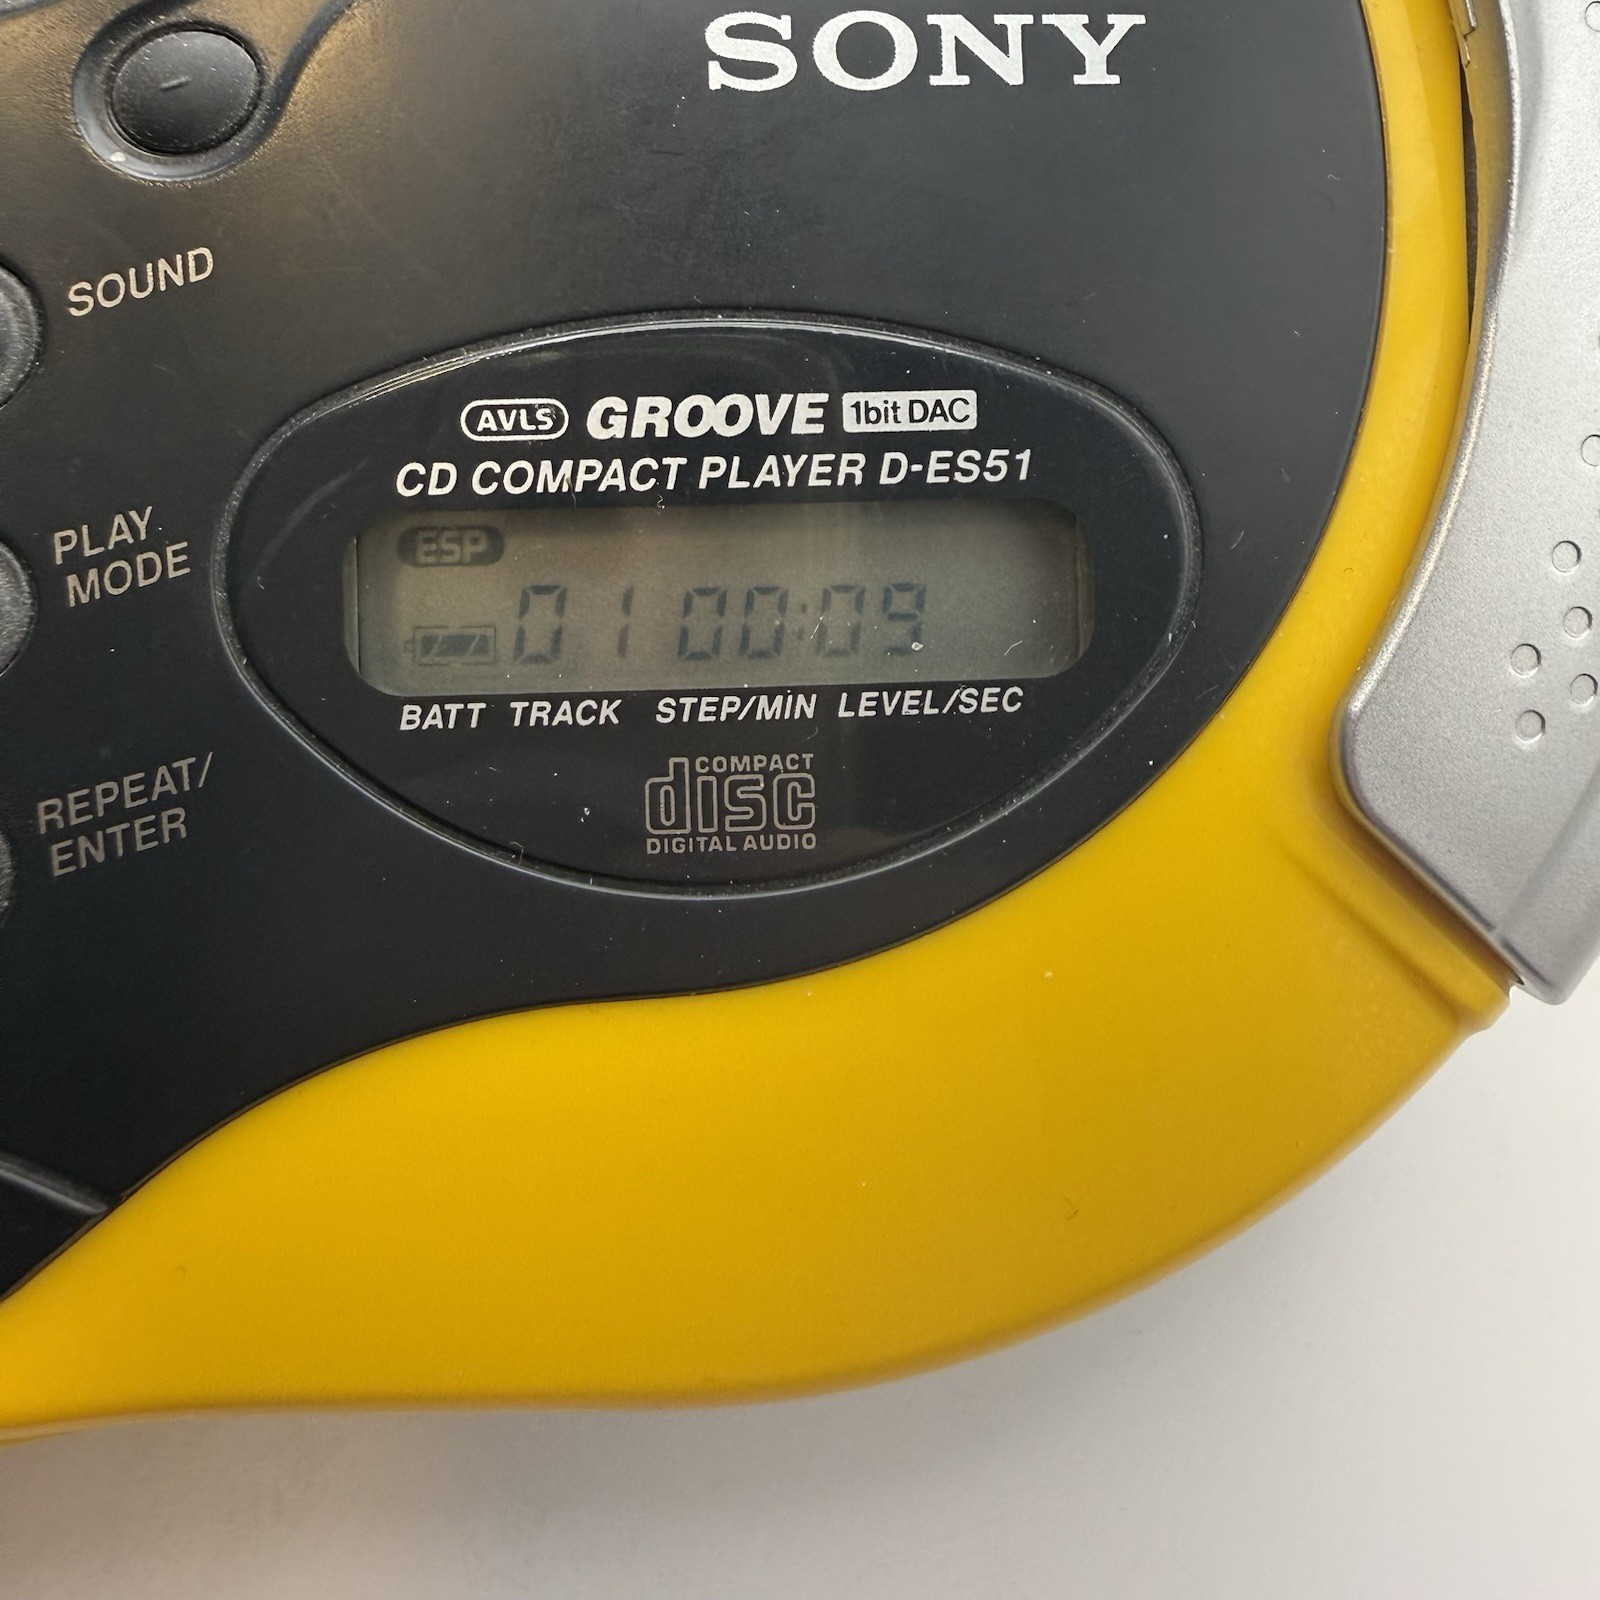 SONY
SOUND
AVLS GROOVE 1bit DAC
CD COMPACT PLAYER D-ES51
ESP
01 00:09
BATT TRACK STEP/MIN LEVEL/SEC
COMPACT
disc
DIGITAL AUDIO
PLAY
MODE
REPEAT/
ENTER